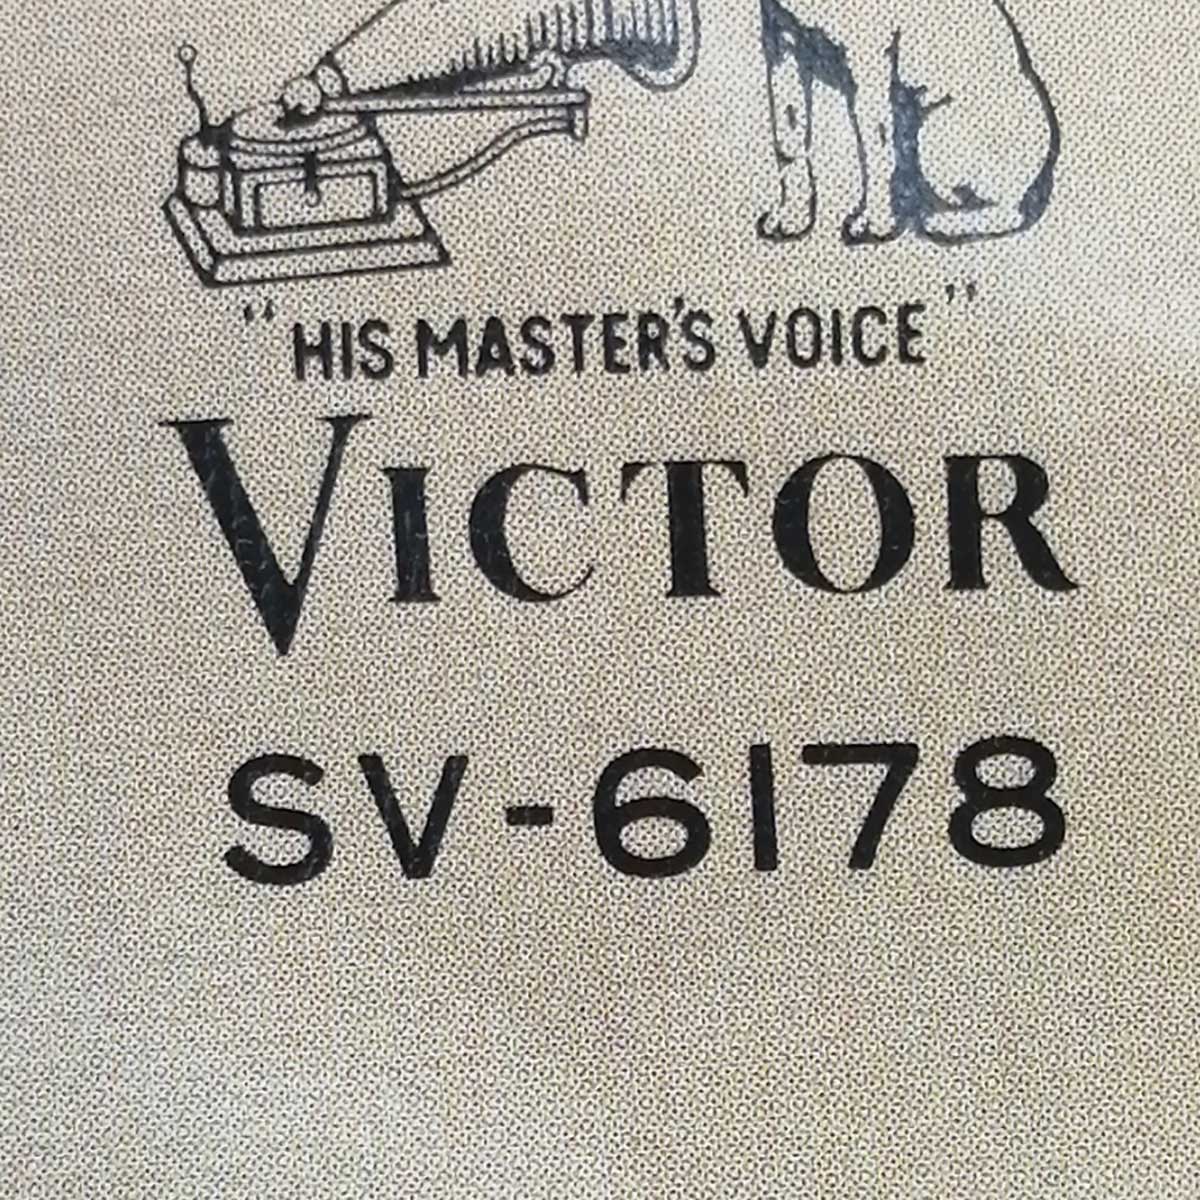 "HIS MASTER'S VOICE"
VICTOR
SV-6178